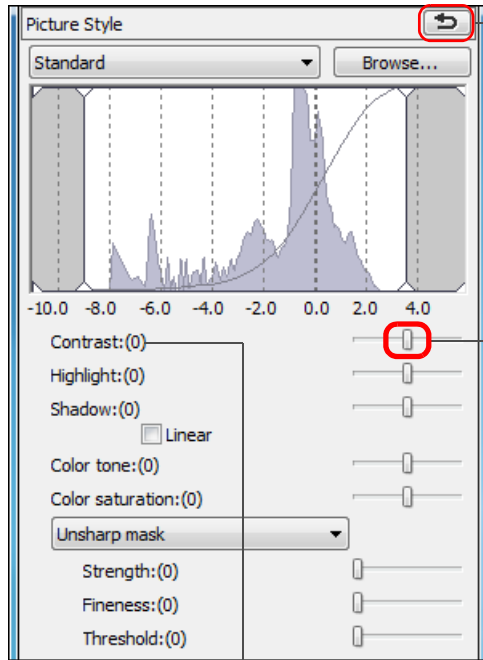 Picture Style
Standard Browse...
-10.0 -8.0 -6.0 -4.0 -2.0 0.0 2.0 4.0
Contrast:(0)
Highlight:(0)
Shadow:(0)
Linear
Color tone:(0)
Color saturation:(0)
Unsharp mask
Strength:(0)
Fineness:(0)
Threshold:(0)